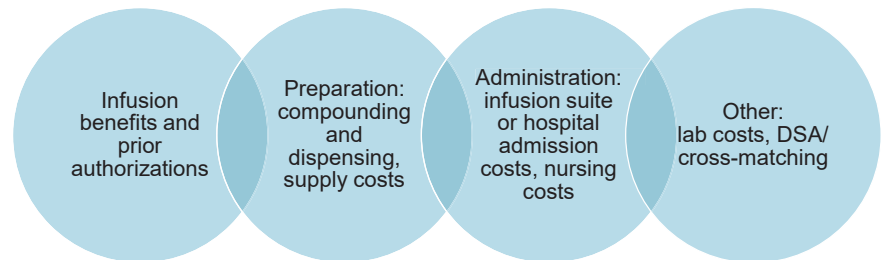 Infusion
benefits and
prior
authorizations
Preparation:
compounding
and
dispensing,
supply costs
Administration:
infusion suite
or hospital
admission
costs, nursing
costs
Other:
lab costs, DSA/
cross-matching